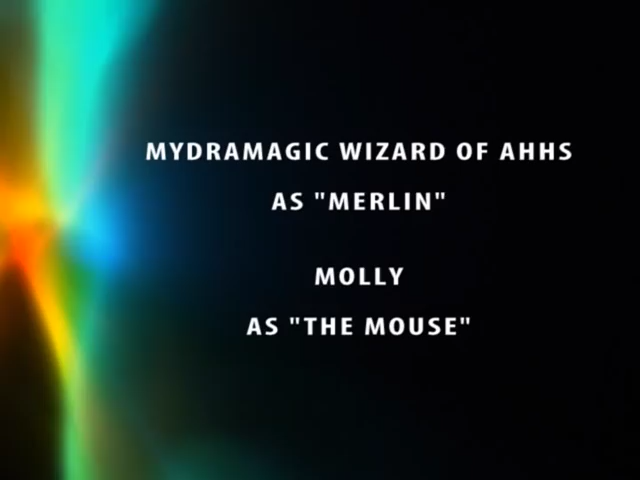 MYDRAMAGIC WIZARD OF AHHS
AS "MERLIN"
MOLLY
AS "THE MOUSE"